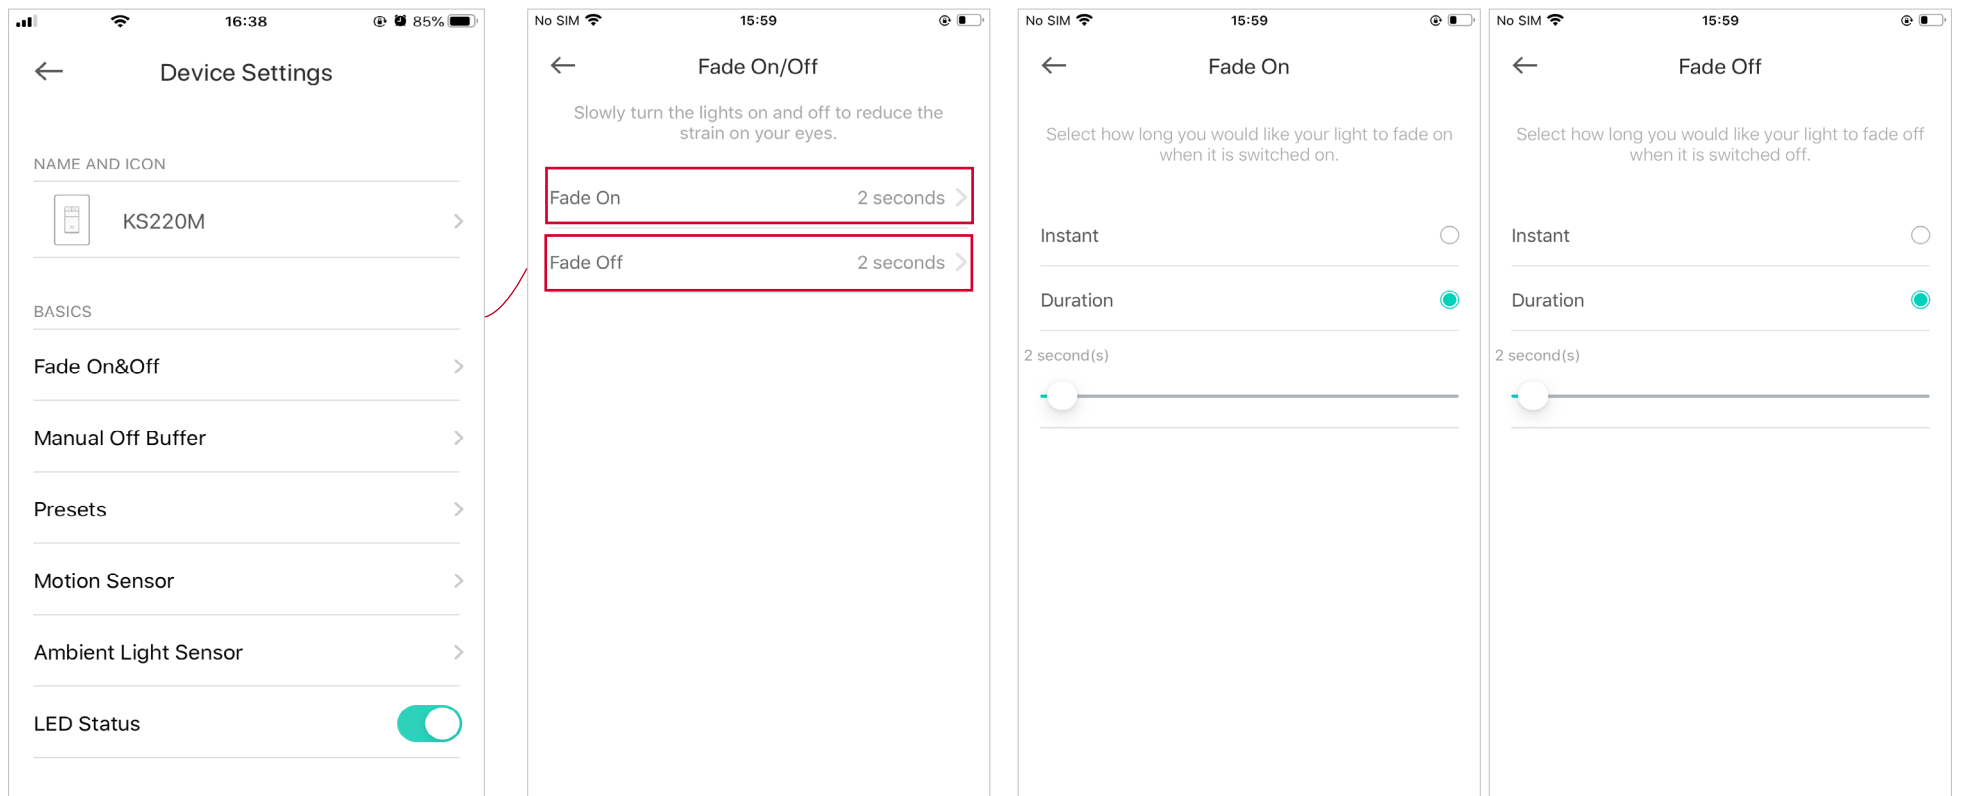 16:38
85%
Device Settings
NAME AND ICON
KS220M
BASICS
Fade On&Off
Manual Off Buffer
Presets
Motion Sensor
Ambient Light Sensor
LED Status
No SIM
15:59
Fade On/Off
Slowly turn the lights on and off to reduce the
strain on your eyes.
Fade On 2 seconds
Fade Off 2 seconds
No SIM
15:59
Fade On
Select how long you would like your light to fade on
when it is switched on.
Instant
Duration
2 second(s)
No SIM
15:59
Fade Off
Select how long you would like your light to fade off
when it is switched off.
Instant
Duration
2 second(s)